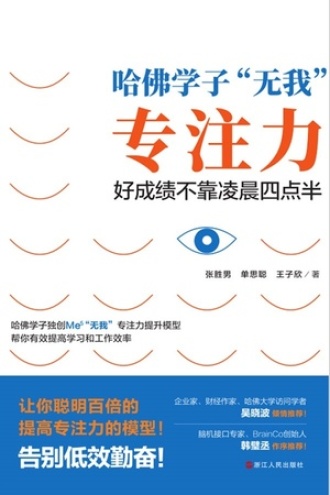 哈佛学子“无我”
专注力
好成绩不靠凌晨四点半
张胜男 单思聪 王子欣／著
哈佛学子独创Me⁵“无我”专注力提升模型
帮你有效提高学习和工作效率
让你聪明百倍的
提高专注力的模型！
告别低效勤奋！
企业家、财经作家、哈佛大学访问学者
吴晓波 倾情推荐！
脑机接口专家、BrainCo创始人
韩璧丞 作序推荐！
浙江人民出版社